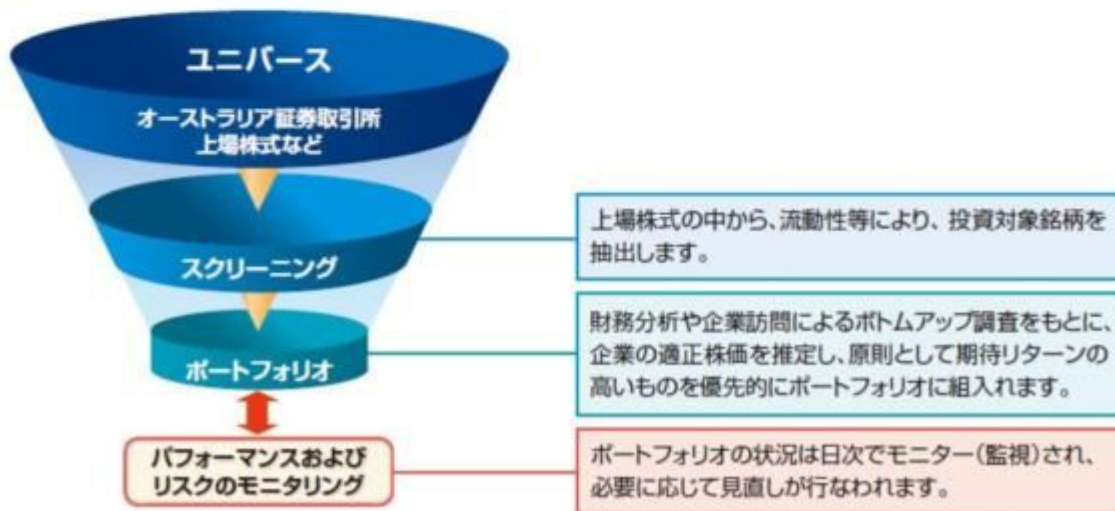 ユニバース
オーストラリア証券取引所
上場株式など
スクリーニング
上場株式の中から、流動性等により、投資対象銘柄を
抽出します。
ポートフォリオ
財務分析や企業訪問によるボトムアップ調査をもとに、
企業の適正株価を推定し、原則として期待リターンの
高いものを優先的にポートフォリオに組入れます。
パフォーマンスおよび
リスクのモニタリング
ポートフォリオの状況は日次でモニター(監視)され、
必要に応じて見直しが行なわれます。